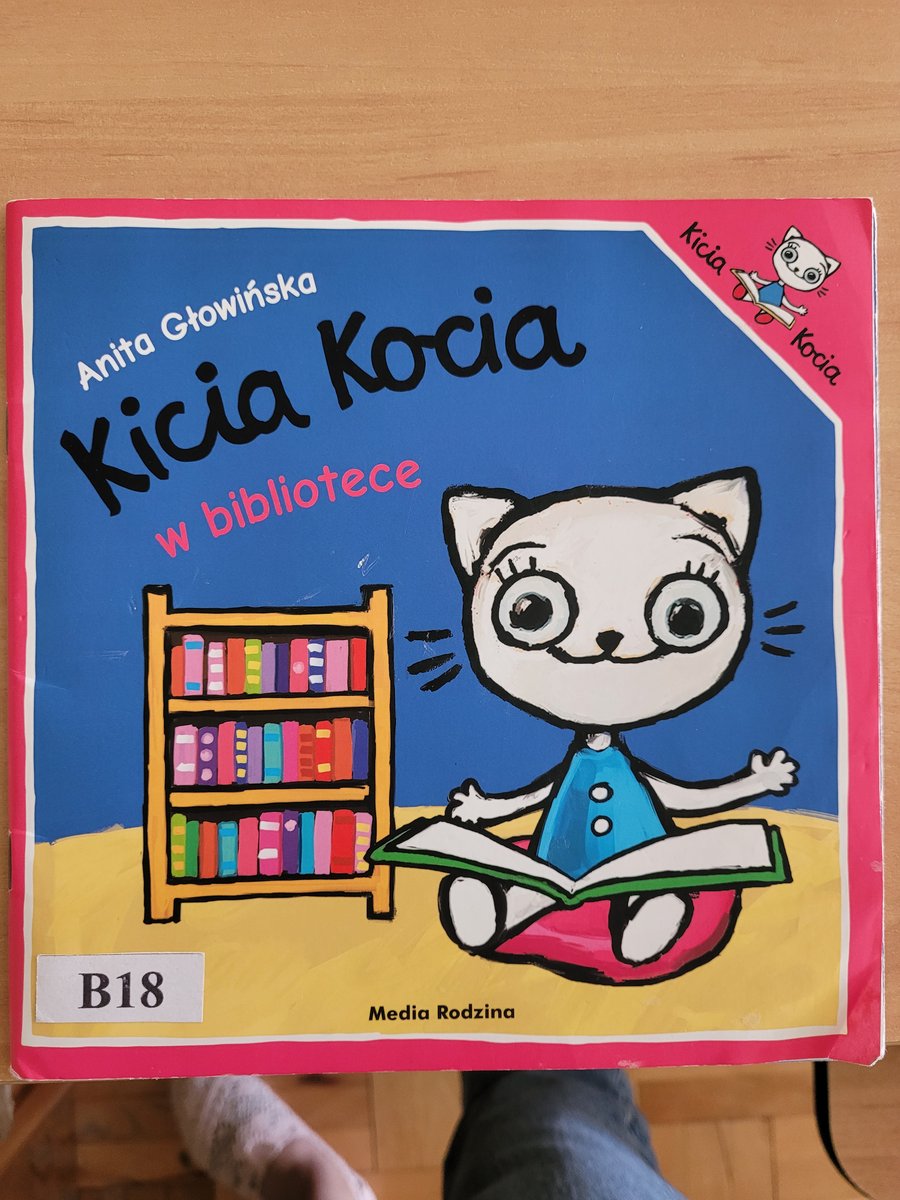 Anita Głowińska
Kicia Kocia
w bibliotece
Kicia
Kocia
B18
Media Rodzina